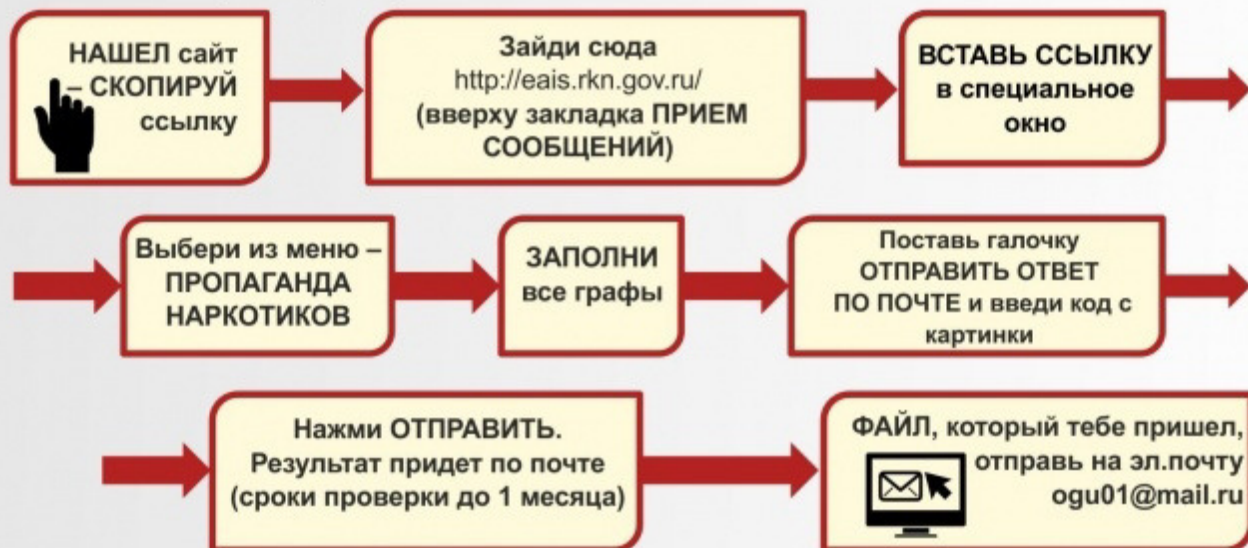 НАШЕЛ сайт
– СКОПИРУЙ
ссылку
Зайди сюда
http://eais.rkn.gov.ru/
(вверху закладка ПРИЕМ
СООБЩЕНИЙ)
ВСТАВЬ ССЫЛКУ
в специальное
окно
Выбери из меню –
ПРОПАГАНДА
НАРКОТИКОВ
ЗАПОЛНИ
все графы
Поставь галочку
ОТПРАВИТЬ ОТВЕТ
ПО ПОЧТЕ и введи код с
картинки
Нажми ОТПРАВИТЬ.
Результат придет по почте
(сроки проверки до 1 месяца)
ФАЙЛ, который тебе пришел,
отправь на эл.почту
ogu01@mail.ru